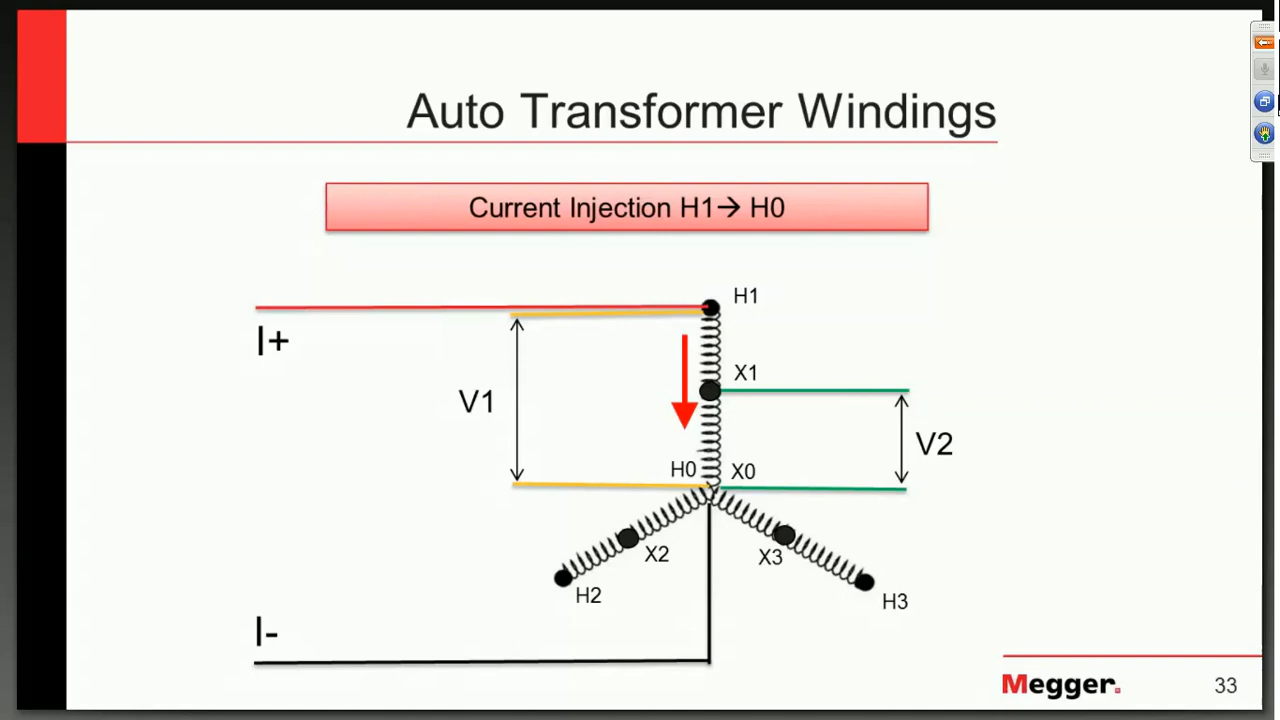 Auto Transformer Windings
Current Injection H1→ H0
H1
I+
X1
V1
V2
H0
X0
X2
X3
H2
H3
I-
Megger.
33